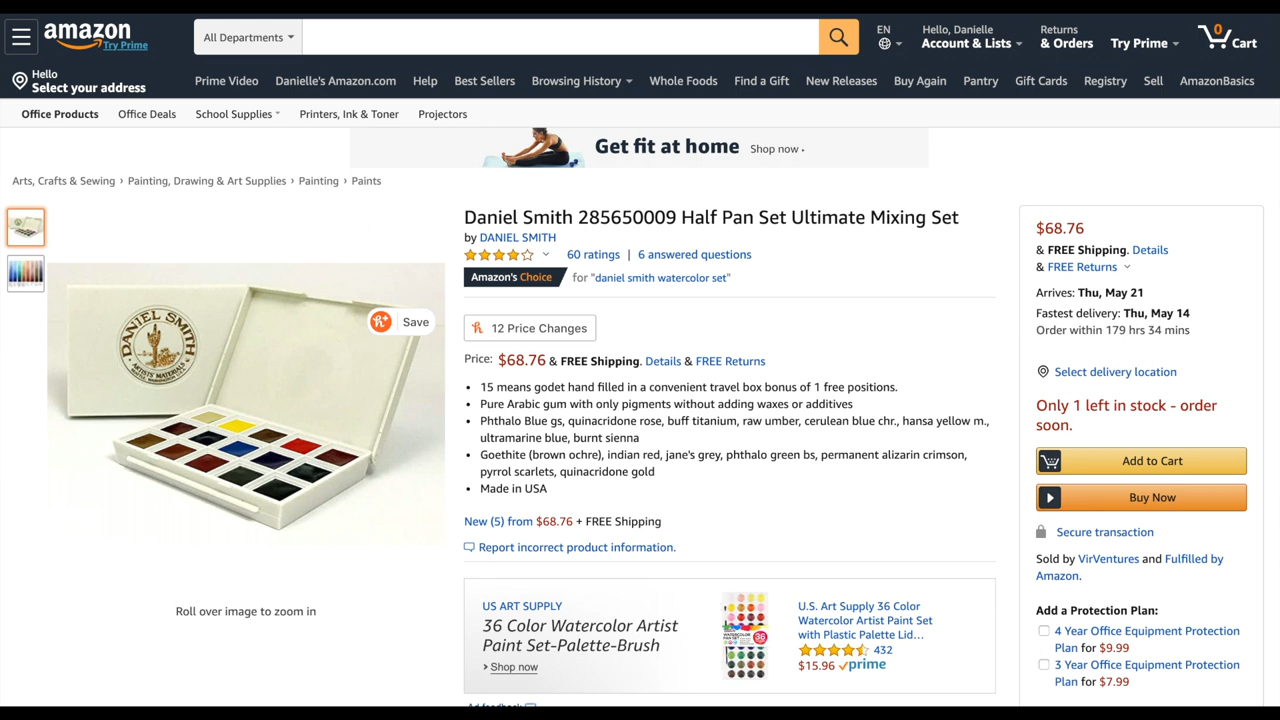 amazon
Try Prime
All Departments
EN
Hello, Danielle
Account & Lists
Returns
& Orders
Try Prime
0
Cart
Hello
Select your address
Prime Video
Danielle's Amazon.com
Help
Best Sellers
Browsing History
Whole Foods
Find a Gift
New Releases
Buy Again
Pantry
Gift Cards
Registry
Sell
AmazonBasics
Office Products
Office Deals
School Supplies
Printers, Ink & Toner
Projectors
Get fit at home
Shop now
Arts, Crafts & Sewing › Painting, Drawing & Art Supplies › Painting › Paints
DANIEL SMITH
ARTISTS' MATERIALS
Save
Roll over image to zoom in
Daniel Smith 285650009 Half Pan Set Ultimate Mixing Set
by DANIEL SMITH
60 ratings | 6 answered questions
Amazon's Choice for "daniel smith watercolor set"
12 Price Changes
Price: $68.76 & FREE Shipping. Details & FREE Returns
• 15 means godet hand filled in a convenient travel box bonus of 1 free positions.
• Pure Arabic gum with only pigments without adding waxes or additives
• Phthalo Blue gs, quinacridone rose, buff titanium, raw umber, cerulean blue chr., hansa yellow m.,
ultramarine blue, burnt sienna
• Goethite (brown ochre), indian red, jane's grey, phthalo green bs, permanent alizarin crimson,
pyrrol scarlets, quinacridone gold
• Made in USA
New (5) from $68.76 + FREE Shipping
Report incorrect product information.
US ART SUPPLY
36 Color Watercolor Artist
Paint Set-Palette-Brush
› Shop now
36
U.S. Art Supply 36 Color
Watercolor Artist Paint Set
with Plastic Palette Lid...
432
$15.96 prime
Ad feedback
$68.76
& FREE Shipping. Details
& FREE Returns
Arrives: Thu, May 21
Fastest delivery: Thu, May 14
Order within 179 hrs 34 mins
Select delivery location
Only 1 left in stock - order
soon.
Add to Cart
Buy Now
Secure transaction
Sold by VirVentures and Fulfilled by
Amazon.
Add a Protection Plan:
4 Year Office Equipment Protection
Plan for $9.99
3 Year Office Equipment Protection
Plan for $7.99